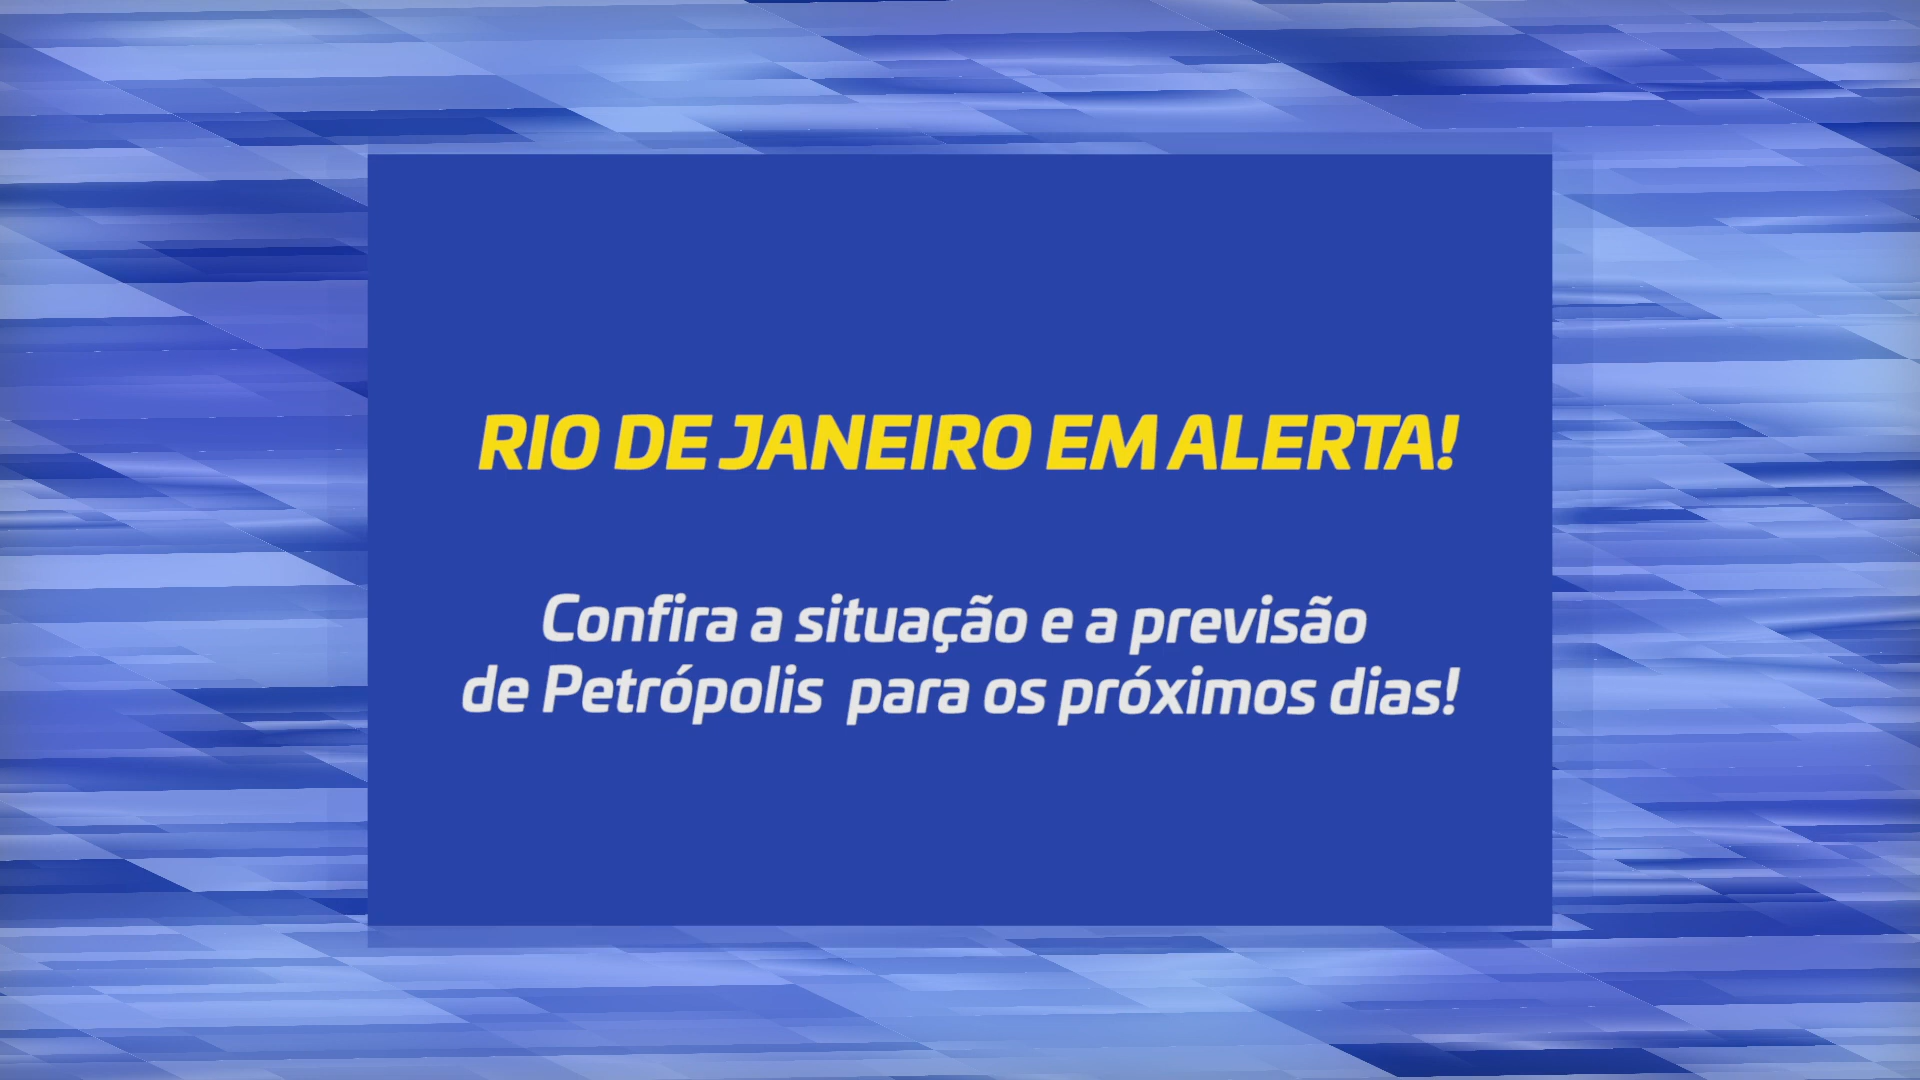 RIO DE JANEIRO EM ALERTA!
Confira a situação e a previsão
de Petrópolis para os próximos dias!